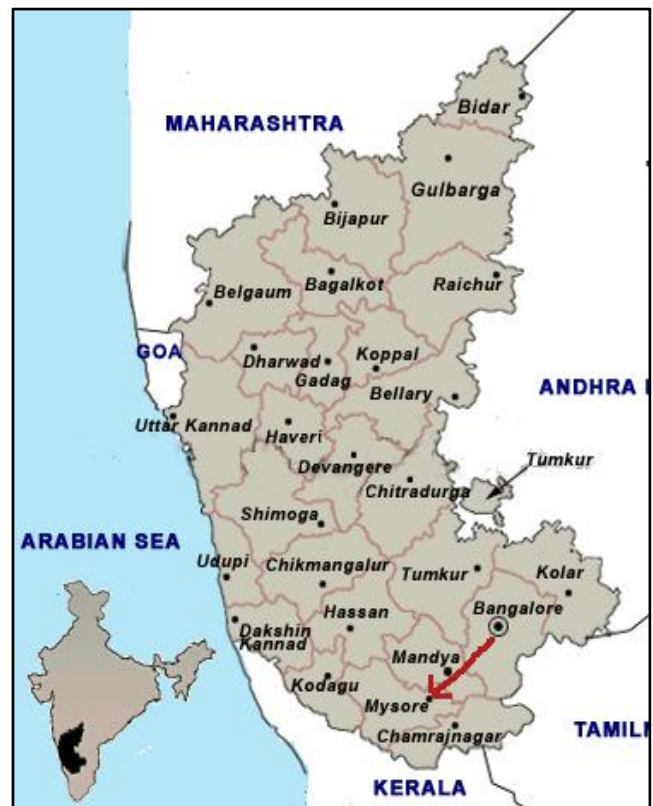 Bidar
MAHARASHTRA
Gulbarga
Bijapur
Bagalkot
Raichur
Belgaum
GOA
Dharwad
Koppal
Gadag
Bellary
ANDHRA
Uttar Kannad
Haveri
Devangere
Tumkur
Chitradurga
Shimoga
ARABIAN SEA
Udupi
Chikmangalur
Tumkur
Kolar
Hassan
Bangalore
Dakshin
Kannad
Mandya
Kodagu
Mysore
Chamrajnagar
TAMILN
KERALA